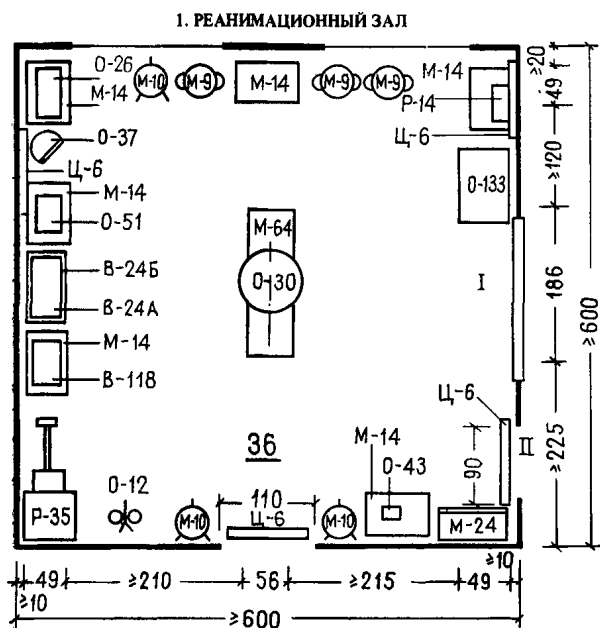 1. РЕАНИМАЦИОННЫЙ ЗАЛ
О-26
М-14
М-10
М-9
М-14
М-9
М-9
М-14
Р-14
Ц-6
О-37
Ц-6
М-14
О-51
О-133
М-64
О-30
В-24Б
В-24А
М-14
В-118
I
Ц-6
II
36
М-14
О-43
90
О-12
Р-35
М-10
110
Ц-6
М-10
М-24
≥20
49
≥120
186
≥225
≥600
≥10
49
≥210
56
≥215
49
≥10
≥600